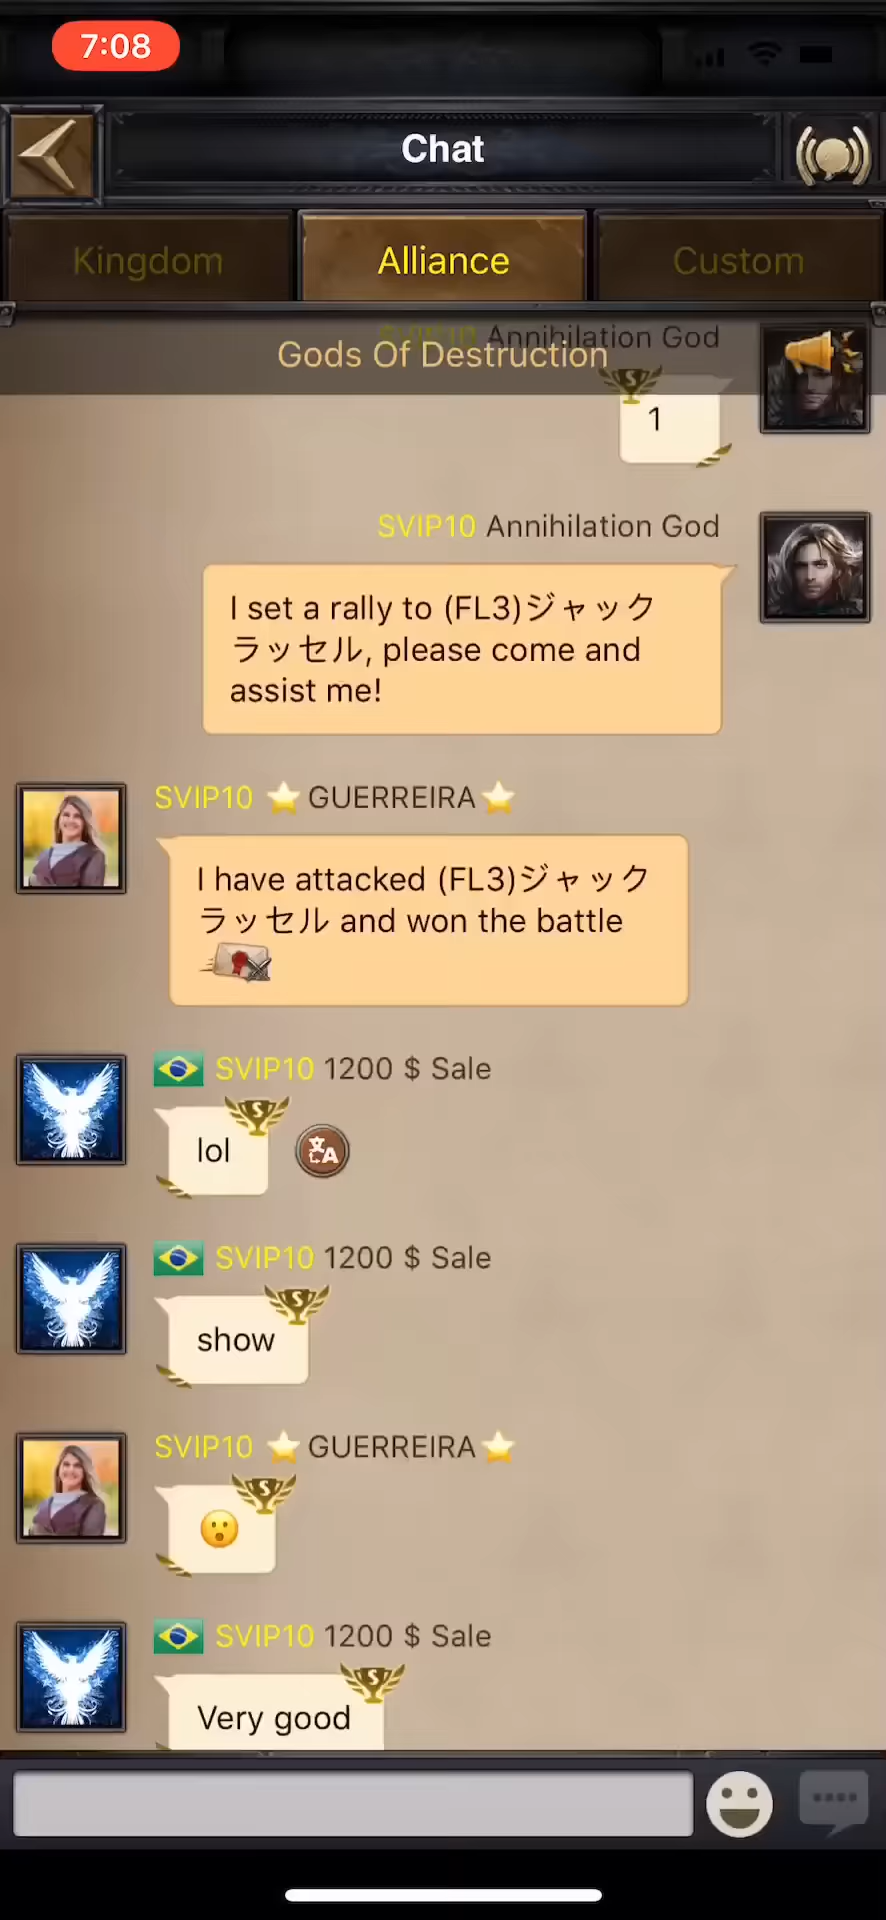 7:08
Chat
Kingdom
Alliance
Custom
SVIP10 Annihilation God
Gods Of Destruction
1
SVIP10 Annihilation God
I set a rally to (FL3)ジャック
ラッセル, please come and
assist me!
SVIP10 ⭐ GUERREIRA⭐
I have attacked (FL3)ジャック
ラッセル and won the battle
SVIP10 1200 $ Sale
lol
SVIP10 1200 $ Sale
show
SVIP10 ⭐ GUERREIRA⭐
😮
SVIP10 1200 $ Sale
Very good